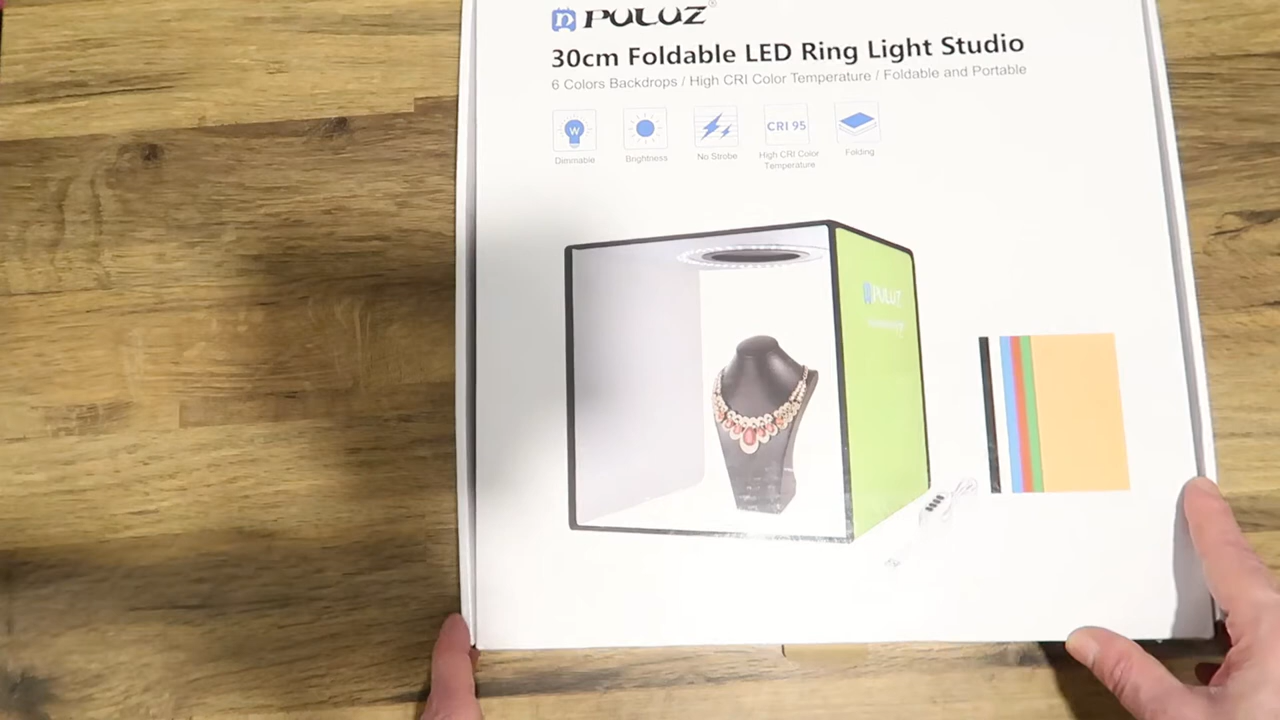 PULUZ®
30cm Foldable LED Ring Light Studio
6 Colors Backdrops / High CRI Color Temperature / Foldable and Portable
W
CRI 95
Dimmable
Brightness
No Strobe
High CRI Color
Temperature
Folding
PULUZ